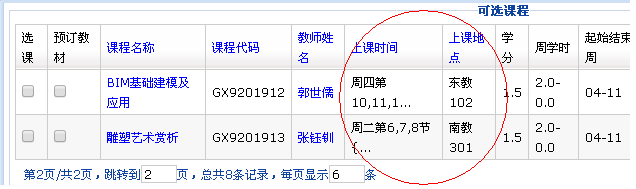 可选课程
选课 预订教材 课程名称 课程代码 教师姓名 上课时间 上课地点 学分 周学时 起始结束周
BIM基础建模及应用 GX9201912 郭世儒 周四第10,11,1... 东教102 1.5 2.0-0.0 04-11
雕塑艺术赏析 GX9201913 张钰钊 周二第6,7,8节{... 南教301 1.5 2.0-0.0 04-11
第2页/共2页，跳转到 2 页，总共8条记录，每页显示 6 条